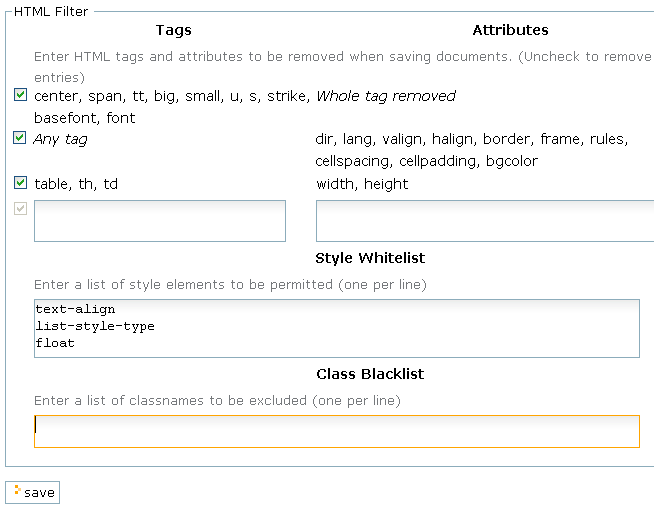 HTML Filter
Tags Attributes
Enter HTML tags and attributes to be removed when saving documents. (Uncheck to remove
entries)
center, span, tt, big, small, u, s, strike, Whole tag removed
basefont, font
Any tag dir, lang, valign, halign, border, frame, rules,
cellspacing, cellpadding, bgcolor
table, th, td width, height
Style Whitelist
Enter a list of style elements to be permitted (one per line)
text-align
list-style-type
float
Class Blacklist
Enter a list of classnames to be excluded (one per line)
save